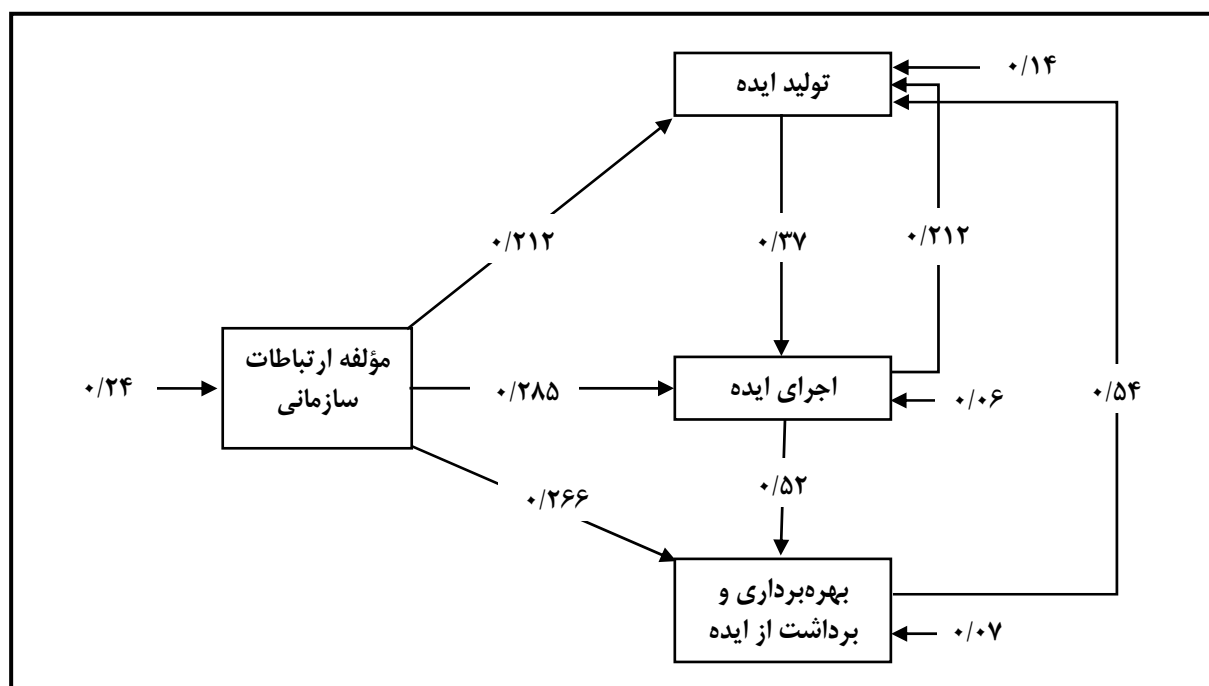 تولید ایده
۰/۱۴
۰/۲۱۲
۰/۳۷
۰/۲۱۲
مؤلفه ارتباطات
سازمانی
۰/۲۴
۰/۲۸۵
اجرای ایده
۰/۰۶
۰/۵۴
۰/۲۶۶
۰/۵۲
بهره‌برداری و
برداشت از ایده
۰/۰۷